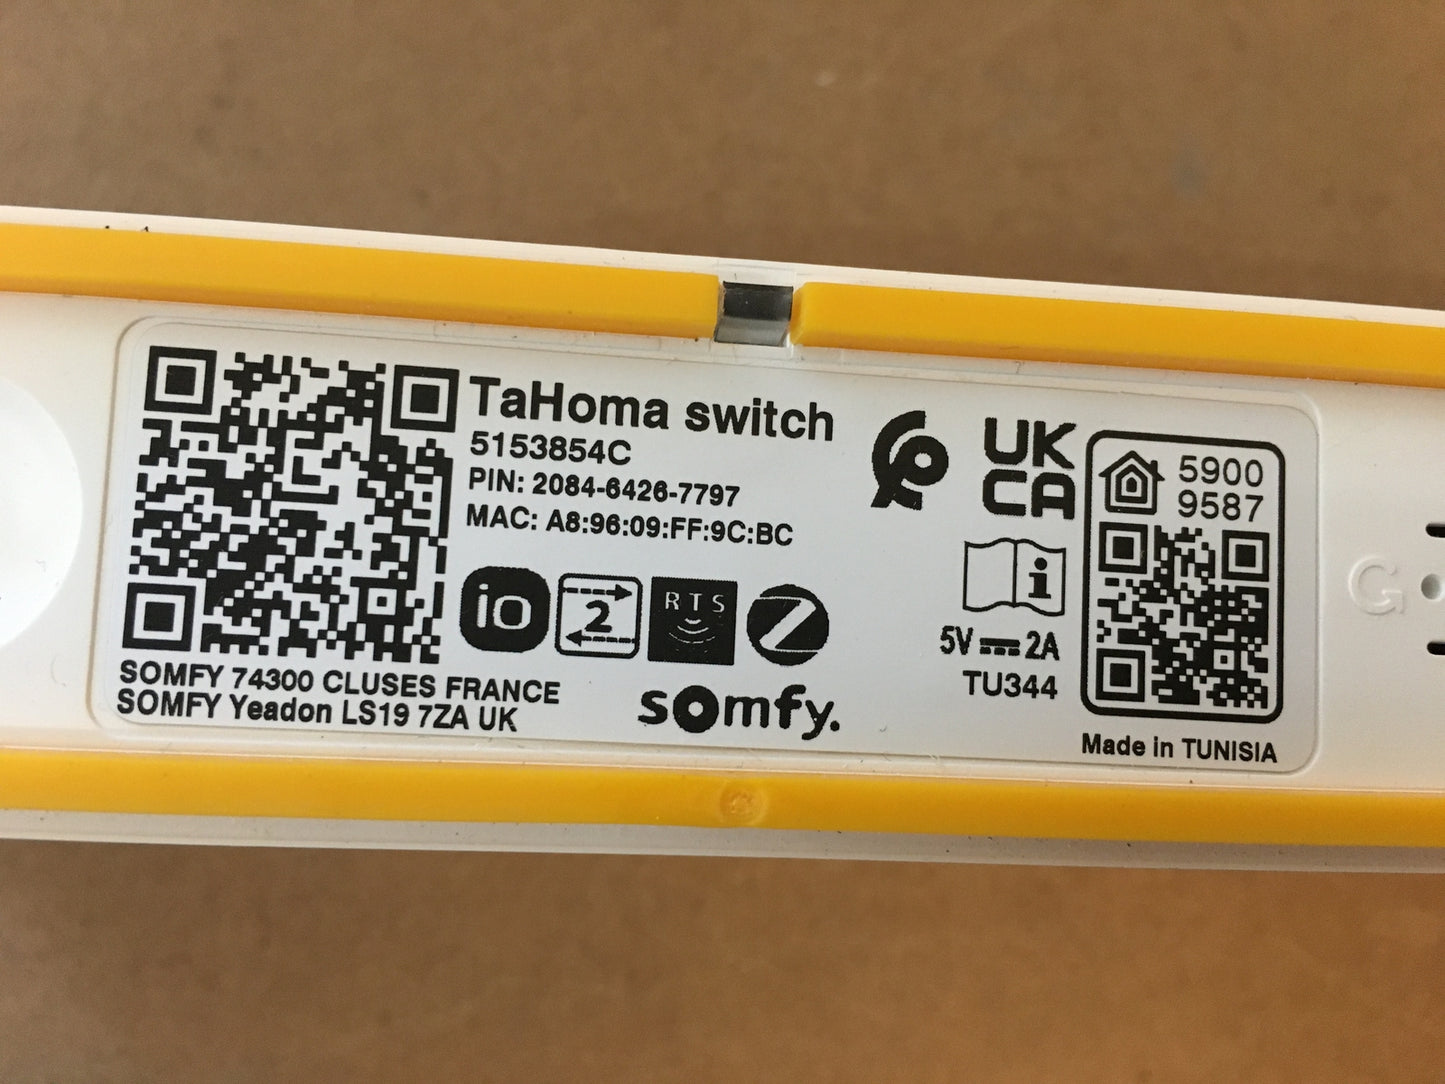 TaHoma switch
5153854C
PIN: 2084-6426-7797
MAC: A8:96:09:FF:9C:BC
io
2
RTS
SOMFY 74300 CLUSES FRANCE
SOMFY Yeadon LS19 7ZA UK
somfy.
UK
CA
i
5V ⎓ 2A
TU344
5900
9587
Made in TUNISIA
G